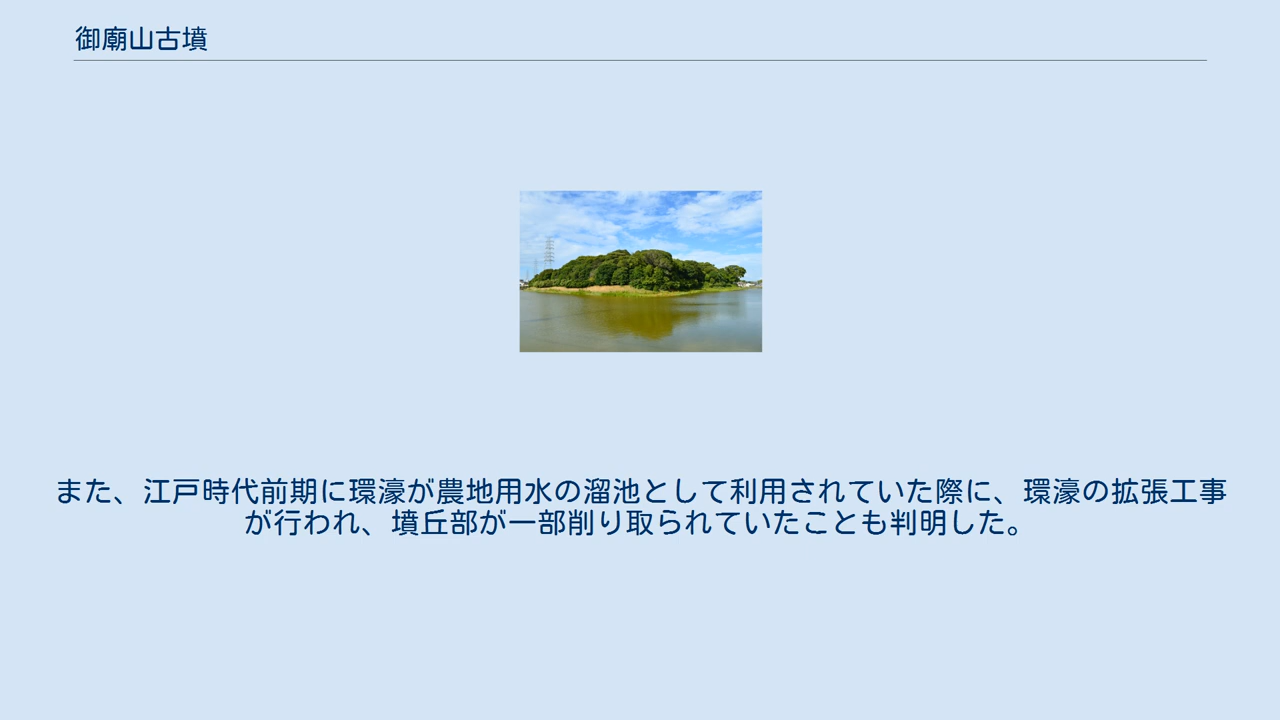 御廟山古墳
また、江戸時代前期に環濠が農地用水の溜池として利用されていた際に、環濠の拡張工事
が行われ、墳丘部が一部削り取られていたことも判明した。